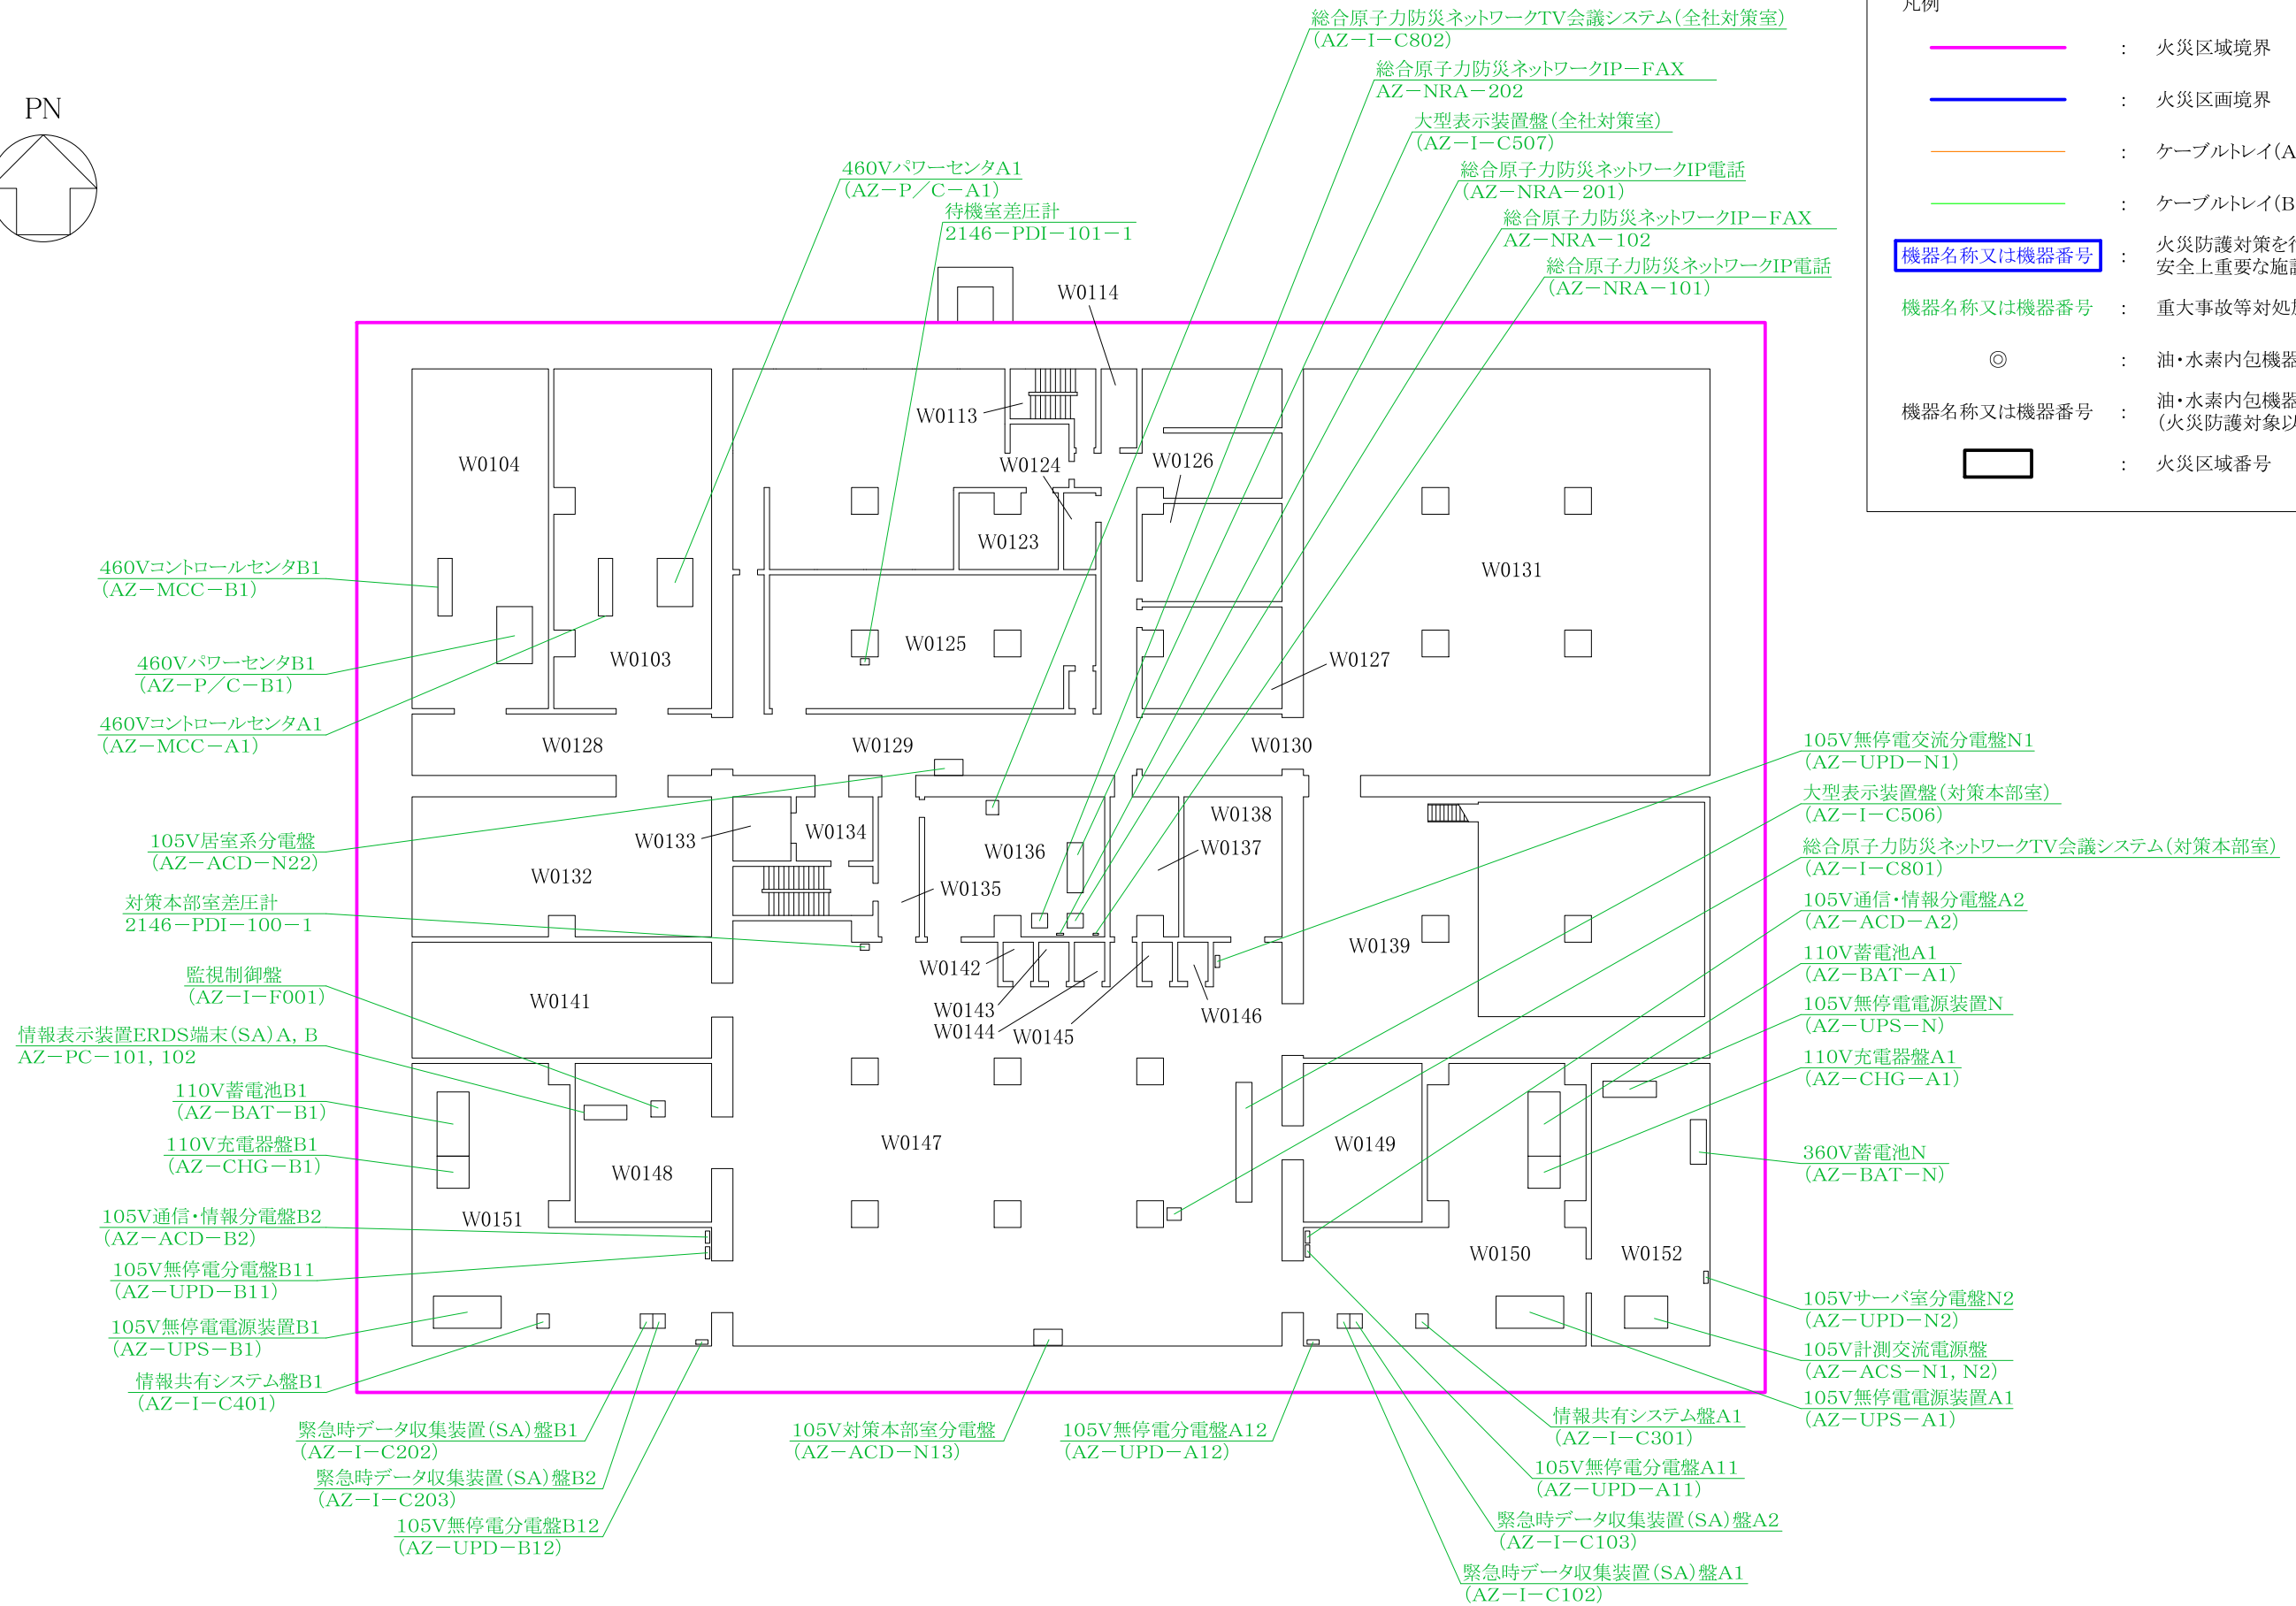 PN
凡例
： 火災区域境界
： 火災区画境界
： ケーブルトレイ（A
： ケーブルトレイ（B
機器名称又は機器番号 ： 火災防護対策を行
安全上重要な施設
機器名称又は機器番号 ： 重大事故等対処
◎ ： 油・水素内包機器
機器名称又は機器番号 ： 油・水素内包機器
（火災防護対象以
： 火災区域番号
総合原子力防災ネットワークTV会議システム（全社対策室）
（AZ－I－C802）
総合原子力防災ネットワークIP－FAX
AZ－NRA－202
大型表示装置盤（全社対策室）
（AZ－I－C507）
総合原子力防災ネットワークIP電話
（AZ－NRA－201）
総合原子力防災ネットワークIP－FAX
AZ－NRA－102
総合原子力防災ネットワークIP電話
（AZ－NRA－101）
460VパワーセンタA1
（AZ－P／C－A1）
待機室差圧計
2146－PDI－101－1
W0114
W0113
W0104
W0124
W0126
W0123
W0131
W0125
W0103
W0127
W0128
W0129
W0130
W0133
W0134
W0138
W0136
W0137
W0132
W0135
W0139
W0142
W0141
W0143
W0144
W0145
W0146
W0147
W0149
W0148
W0151
W0150
W0152
460VコントロールセンタB1
（AZ－MCC－B1）
460VパワーセンタB1
（AZ－P／C－B1）
460VコントロールセンタA1
（AZ－MCC－A1）
105V居室系分電盤
（AZ－ACD－N22）
対策本部室差圧計
2146－PDI－100－1
監視制御盤
（AZ－I－F001）
情報表示装置ERDS端末（SA）A, B
AZ－PC－101, 102
110V蓄電池B1
（AZ－BAT－B1）
110V充電器盤B1
（AZ－CHG－B1）
105V通信・情報分電盤B2
（AZ－ACD－B2）
105V無停電分電盤B11
（AZ－UPD－B11）
105V無停電電源装置B1
（AZ－UPS－B1）
情報共有システム盤B1
（AZ－I－C401）
緊急時データ収集装置（SA）盤B1
（AZ－I－C202）
緊急時データ収集装置（SA）盤B2
（AZ－I－C203）
105V無停電分電盤B12
（AZ－UPD－B12）
105V対策本部室分電盤
（AZ－ACD－N13）
105V無停電分電盤A12
（AZ－UPD－A12）
105V無停電交流分電盤N1
（AZ－UPD－N1）
大型表示装置盤（対策本部室）
（AZ－I－C506）
総合原子力防災ネットワークTV会議システム（対策本部室）
（AZ－I－C801）
105V通信・情報分電盤A2
（AZ－ACD－A2）
110V蓄電池A1
（AZ－BAT－A1）
105V無停電電源装置N
（AZ－UPS－N）
110V充電器盤A1
（AZ－CHG－A1）
360V蓄電池N
（AZ－BAT－N）
105Vサーバ室分電盤N2
（AZ－UPD－N2）
105V計測交流電源盤
（AZ－ACS－N1, N2）
105V無停電電源装置A1
（AZ－UPS－A1）
情報共有システム盤A1
（AZ－I－C301）
105V無停電分電盤A11
（AZ－UPD－A11）
緊急時データ収集装置（SA）盤A2
（AZ－I－C103）
緊急時データ収集装置（SA）盤A1
（AZ－I－C102）